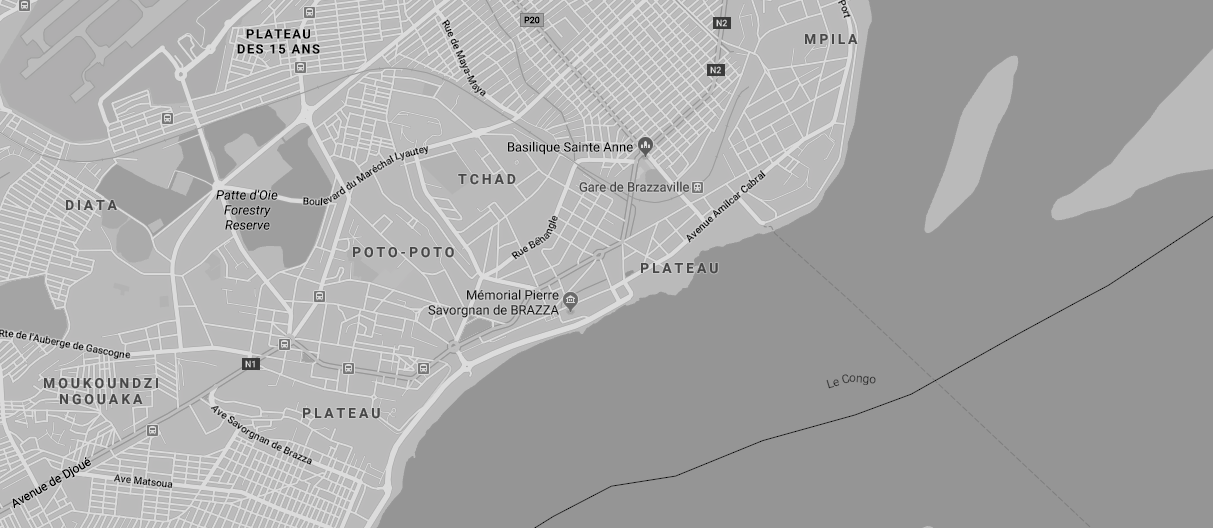 Port
P20
N2
PLATEAU
DES 15 ANS
MPILA
Rue de Maya-Maya
N2
Basilique Sainte Anne
Boulevard du Maréchal Lyautey
TCHAD
Gare de Brazzaville
Avenue Amilcar Cabral
Patte d'Oie
Forestry
Reserve
DIATA
Rue Béhangle
POTO-POTO
PLATEAU
Mémorial Pierre
Savorgnan de BRAZZA
Rte de l'Auberge de Gascogne
N1
MOUKOUNDZI
NGOUAKA
Le Congo
PLATEAU
Ave Savorgnan de Brazza
Avenue de Djoué
Ave Matsoua